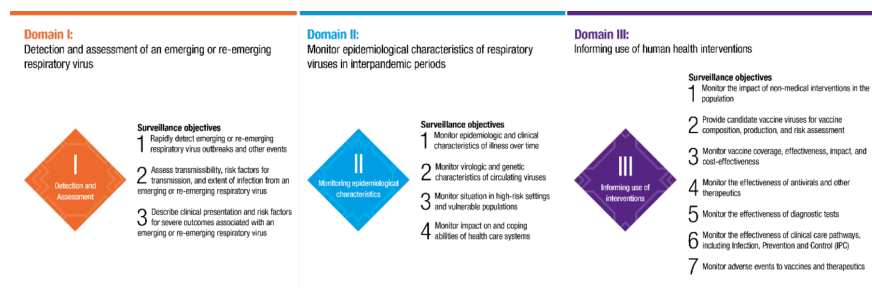 Domain I:
Detection and assessment of an emerging or re-emerging
respiratory virus
I
Detection and
Assessment
Surveillance objectives
1 Rapidly detect emerging or re-emerging
respiratory virus outbreaks and other events
2 Assess transmissibility, risk factors for
transmission, and extent of infection from an
emerging or re-emerging respiratory virus
3 Describe clinical presentation and risk factors
for severe outcomes associated with an
emerging or re-emerging respiratory virus
Domain II:
Monitor epidemiological characteristics of respiratory
viruses in interpandemic periods
II
Monitoring epidemiological
characteristics
Surveillance objectives
1 Monitor epidemiologic and clinical
characteristics of illness over time
2 Monitor virologic and genetic
characteristics of circulating viruses
3 Monitor situation in high-risk settings
and vulnerable populations
4 Monitor impact on and coping
abilities of health care systems
Domain III:
Informing use of human health interventions
III
Informing use of
interventions
Surveillance objectives
1 Monitor the impact of non-medical interventions in the
population
2 Provide candidate vaccine viruses for vaccine
composition, production, and risk assessment
3 Monitor vaccine coverage, effectiveness, impact, and
cost-effectiveness
4 Monitor the effectiveness of antivirals and other
therapeutics
5 Monitor the effectiveness of diagnostic tests
6 Monitor the effectiveness of clinical care pathways,
including Infection, Prevention and Control (IPC)
7 Monitor adverse events to vaccines and therapeutics